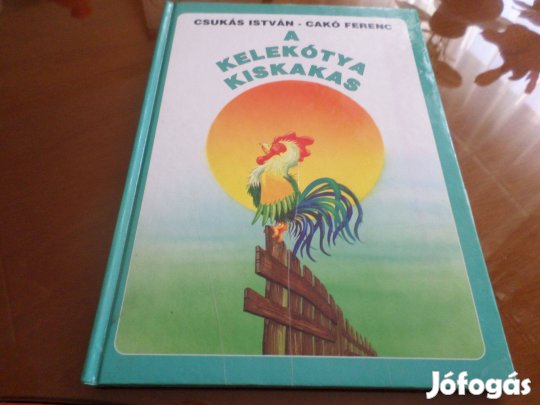 CSUKÁS ISTVÁN - CAKÓ FERENC
A
KELEKÓTYA
KISKAKAS
Jófogás